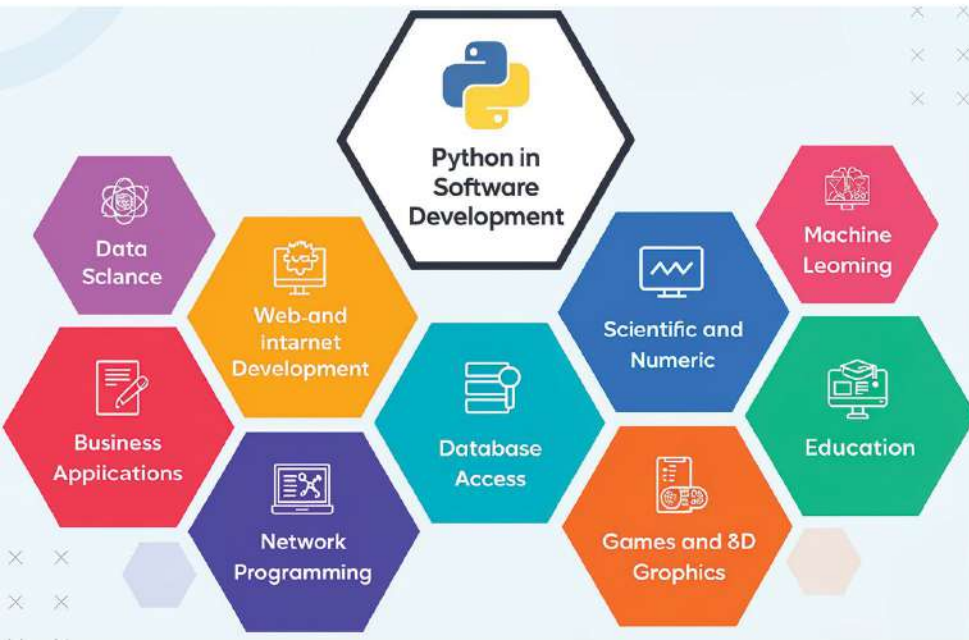 Python in
Software
Development
Data
Sclance
Web-and
intarnet
Development
Scientific and
Numeric
Machine
Leoming
Business
Appiications
Database
Access
Education
Network
Programming
Games and 8D
Grophics